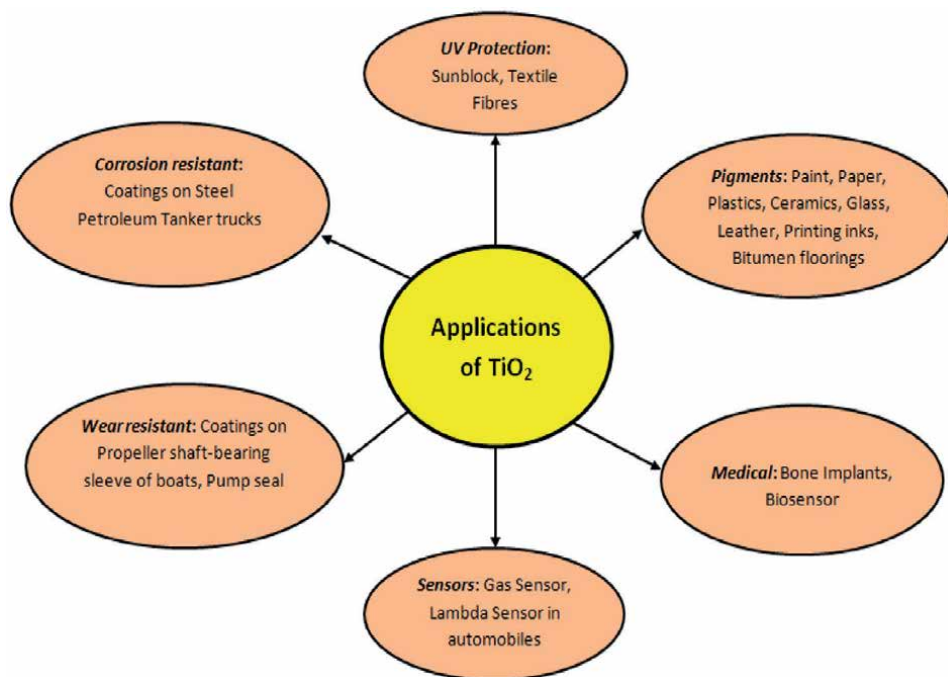 UV Protection:
Sunblock, Textile
Fibres
Corrosion resistant:
Coatings on Steel
Petroleum Tanker trucks
Pigments: Paint, Paper,
Plastics, Ceramics, Glass,
Leather, Printing inks,
Bitumen floorings
Applications
of TiO₂
Wear resistant: Coatings on
Propeller shaft-bearing
sleeve of boats, Pump seal
Medical: Bone Implants,
Biosensor
Sensors: Gas Sensor,
Lambda Sensor in
automobiles